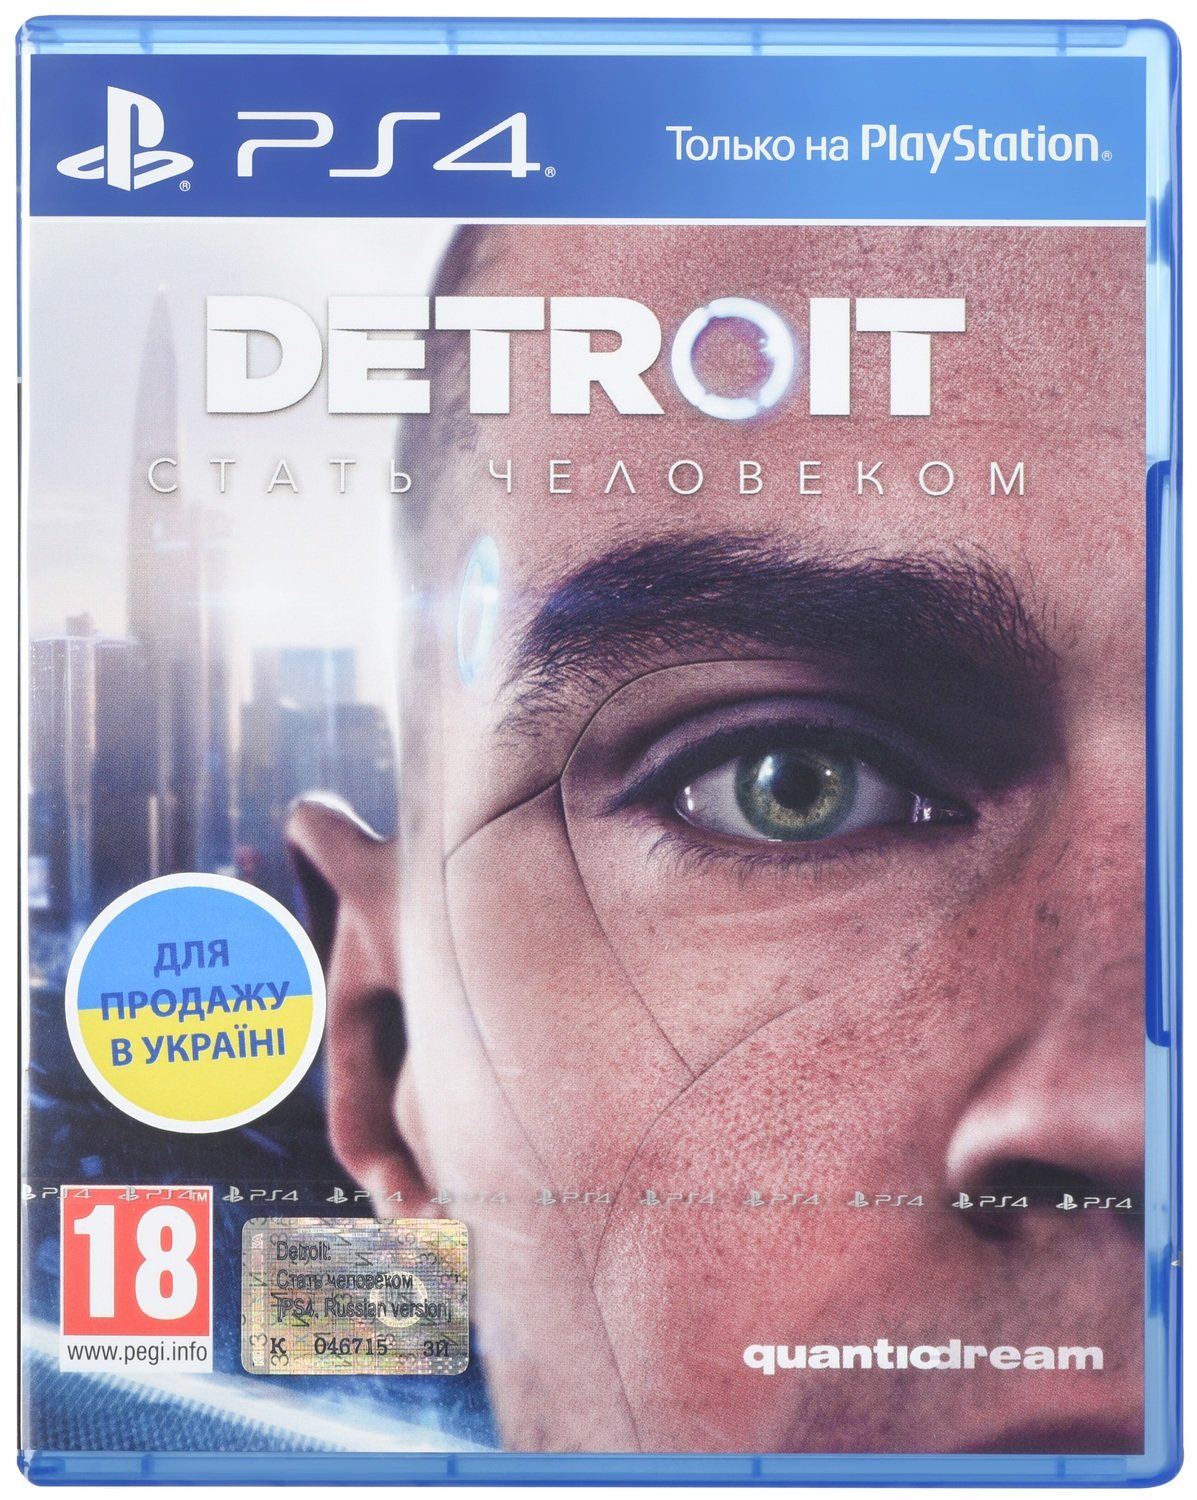 PS4®
Только на PlayStation®
DETROIT
СТАТЬ ЧЕЛОВЕКОМ
ДЛЯ
ПРОДАЖУ
В УКРАЇНІ
PS4 PS4™ PS4 PS4 PS4 PS4 PS4 PS4 PS4 PS4 PS4
18
www.pegi.info
Detroit:
Стать человеком
[PS4, Russian version]
К 046715 ЗИ
quanticdream